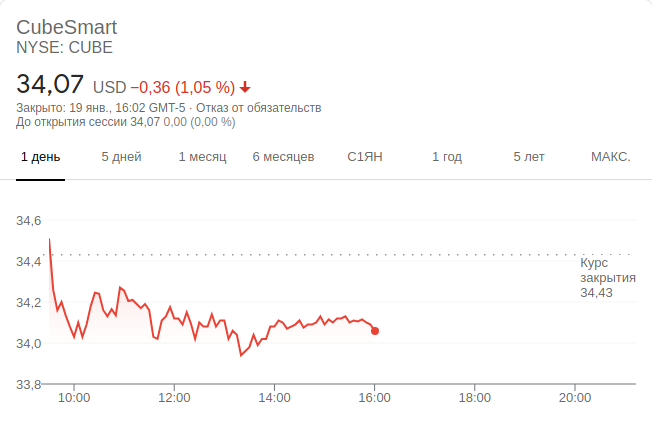 CubeSmart
NYSE: CUBE
34,07 USD −0,36 (1,05 %)
Закрыто: 19 янв., 16:02 GMT-5 · Отказ от обязательств
До открытия сессии 34,07 0,00 (0,00 %)
1 день 5 дней 1 месяц 6 месяцев С1ЯН 1 год 5 лет МАКС.
34,6
34,4
34,2
34,0
33,8
Курс
закрытия
34,43
10:00 12:00 14:00 16:00 18:00 20:00